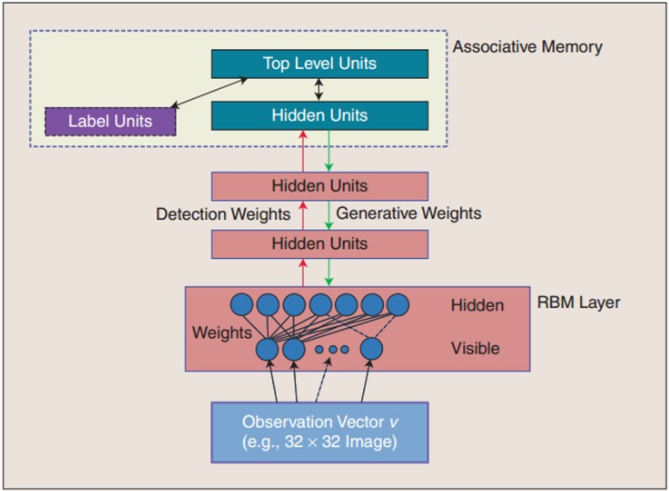 Associative Memory
Top Level Units
Label Units
Hidden Units
Hidden Units
Detection Weights
Generative Weights
Hidden Units
RBM Layer
Hidden
Weights
Visible
Observation Vector v
(e.g., 32 × 32 Image)